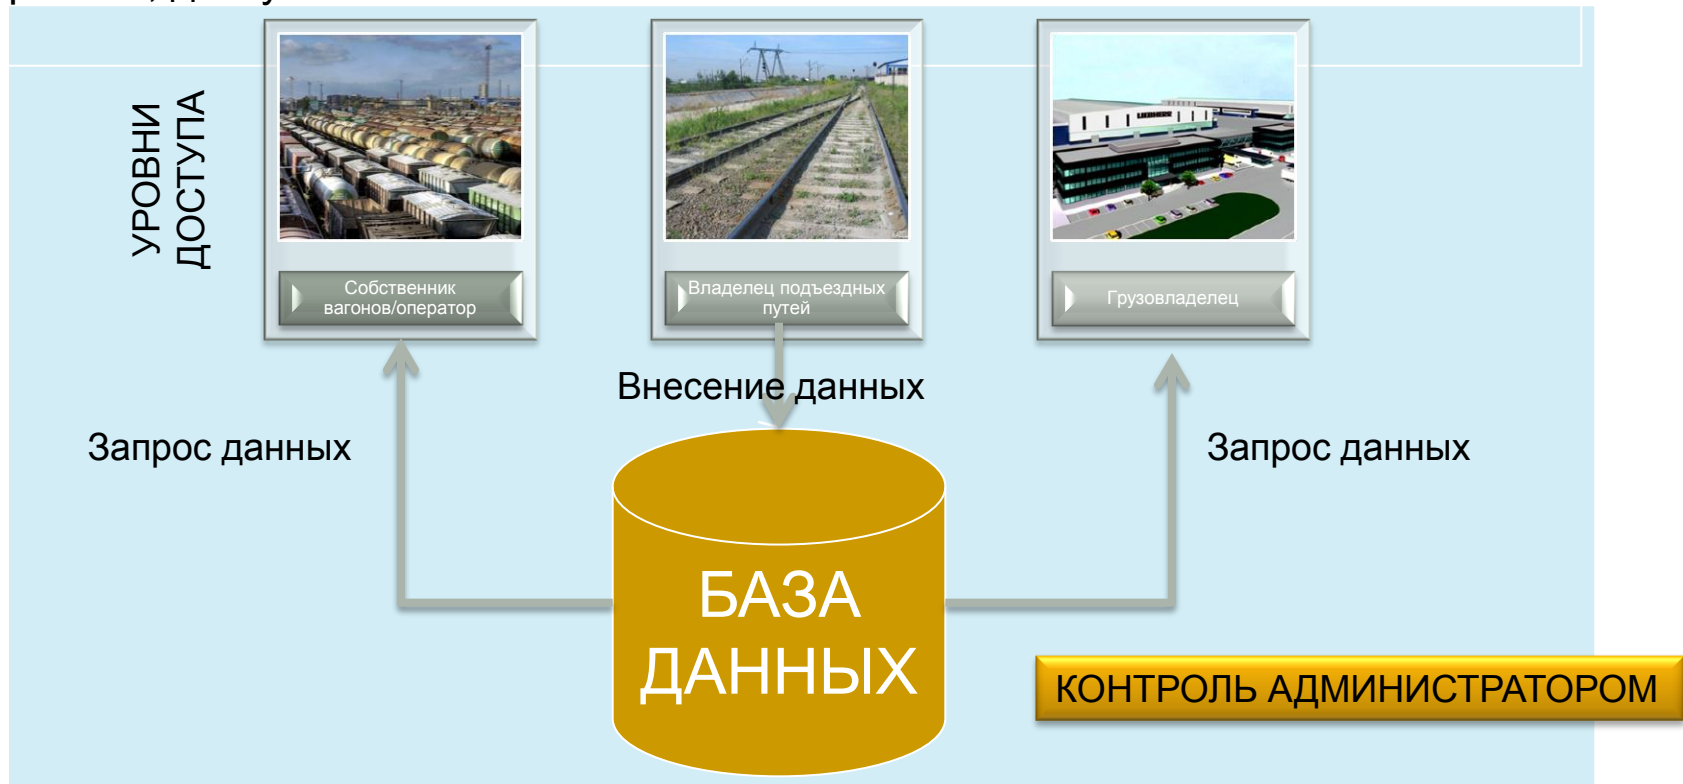 УРОВНИ
ДОСТУПА
LIEBHERR
Собственник
вагонов/оператор
Владелец подъездных
путей
Грузовладелец
Внесение данных
Запрос данных
Запрос данных
БАЗА
ДАННЫХ
КОНТРОЛЬ АДМИНИСТРАТОРОМ